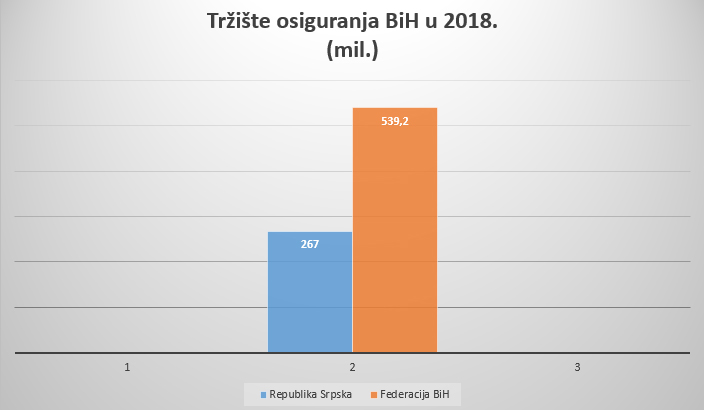 Tržište osiguranja BiH u 2018.
(mil.)
539,2
267
1 2 3
Republika Srpska Federacija BiH